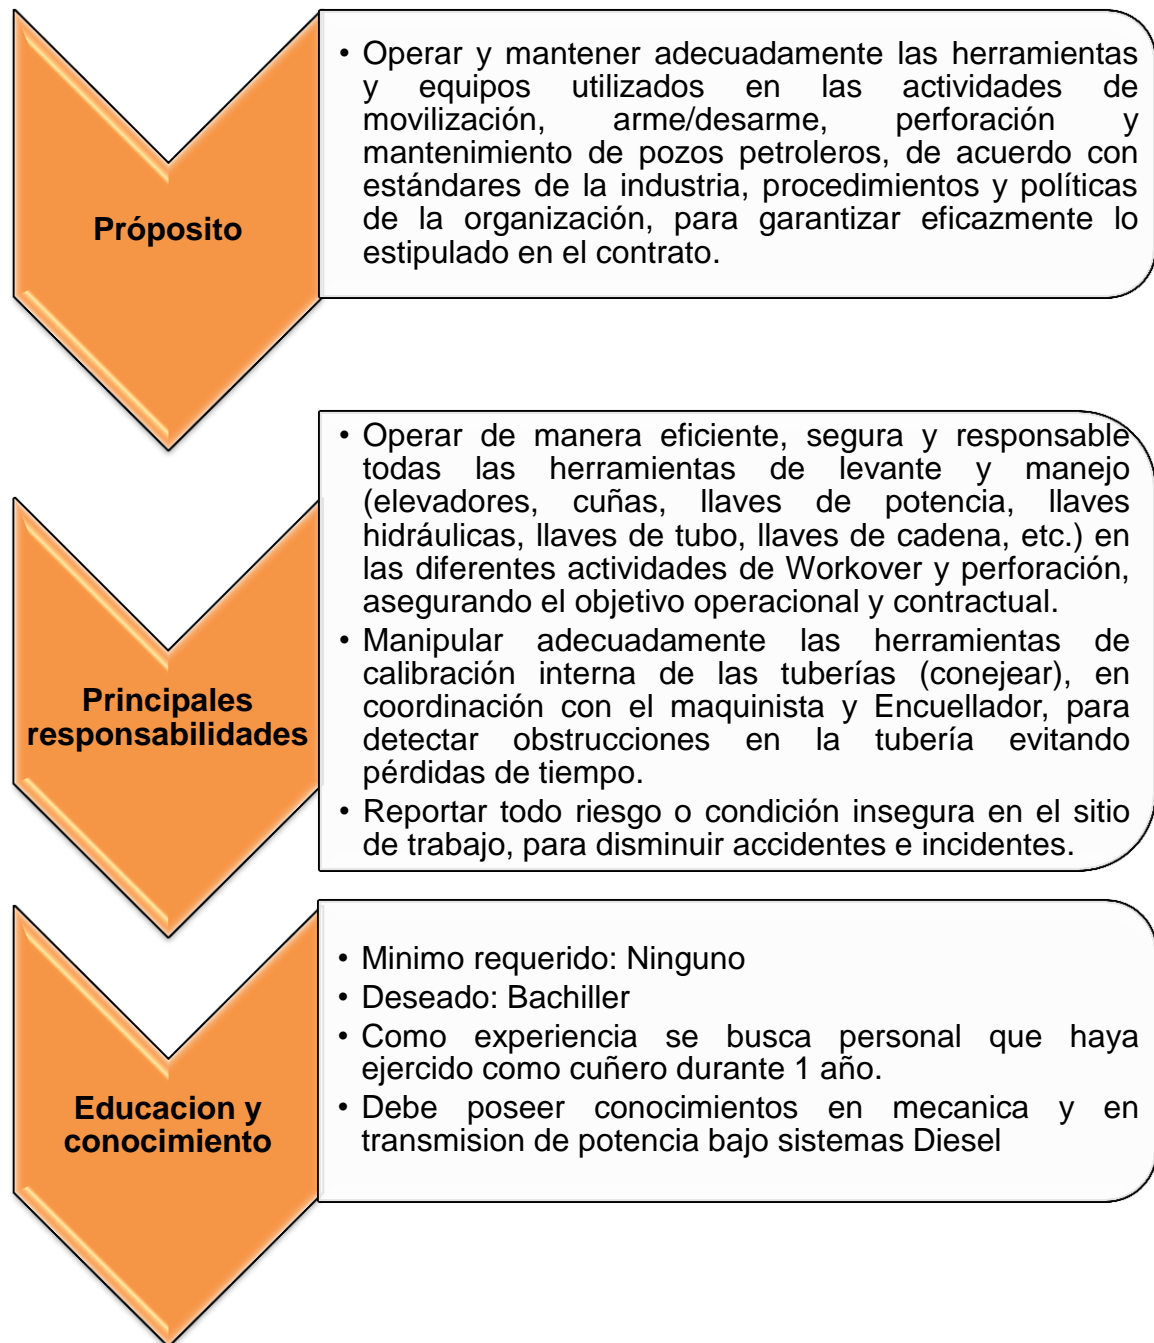 Próposito
• Operar y mantener adecuadamente las herramientas
y equipos utilizados en las actividades de
movilización, arme/desarme, perforación y
mantenimiento de pozos petroleros, de acuerdo con
estándares de la industria, procedimientos y políticas
de la organización, para garantizar eficazmente lo
estipulado en el contrato.
Principales
responsabilidades
• Operar de manera eficiente, segura y responsable
todas las herramientas de levante y manejo
(elevadores, cuñas, llaves de potencia, llaves
hidráulicas, llaves de tubo, llaves de cadena, etc.) en
las diferentes actividades de Workover y perforación,
asegurando el objetivo operacional y contractual.
• Manipular adecuadamente las herramientas de
calibración interna de las tuberías (conejear), en
coordinación con el maquinista y Encuellador, para
detectar obstrucciones en la tubería evitando
pérdidas de tiempo.
• Reportar todo riesgo o condición insegura en el sitio
de trabajo, para disminuir accidentes e incidentes.
Educacion y
conocimiento
• Minimo requerido: Ninguno
• Deseado: Bachiller
• Como experiencia se busca personal que haya
ejercido como cuñero durante 1 año.
• Debe poseer conocimientos en mecanica y en
transmision de potencia bajo sistemas Diesel